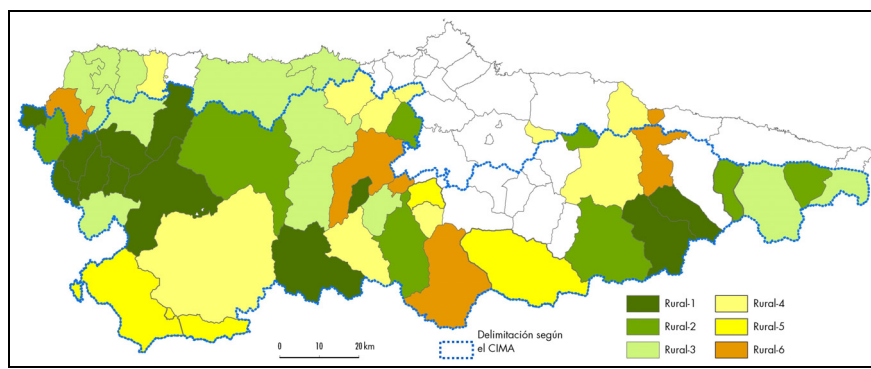 Rural-1
Rural-4
Rural-2
Rural-5
Delimitación según
el CIMA
Rural-3
Rural-6
0 10 20 km